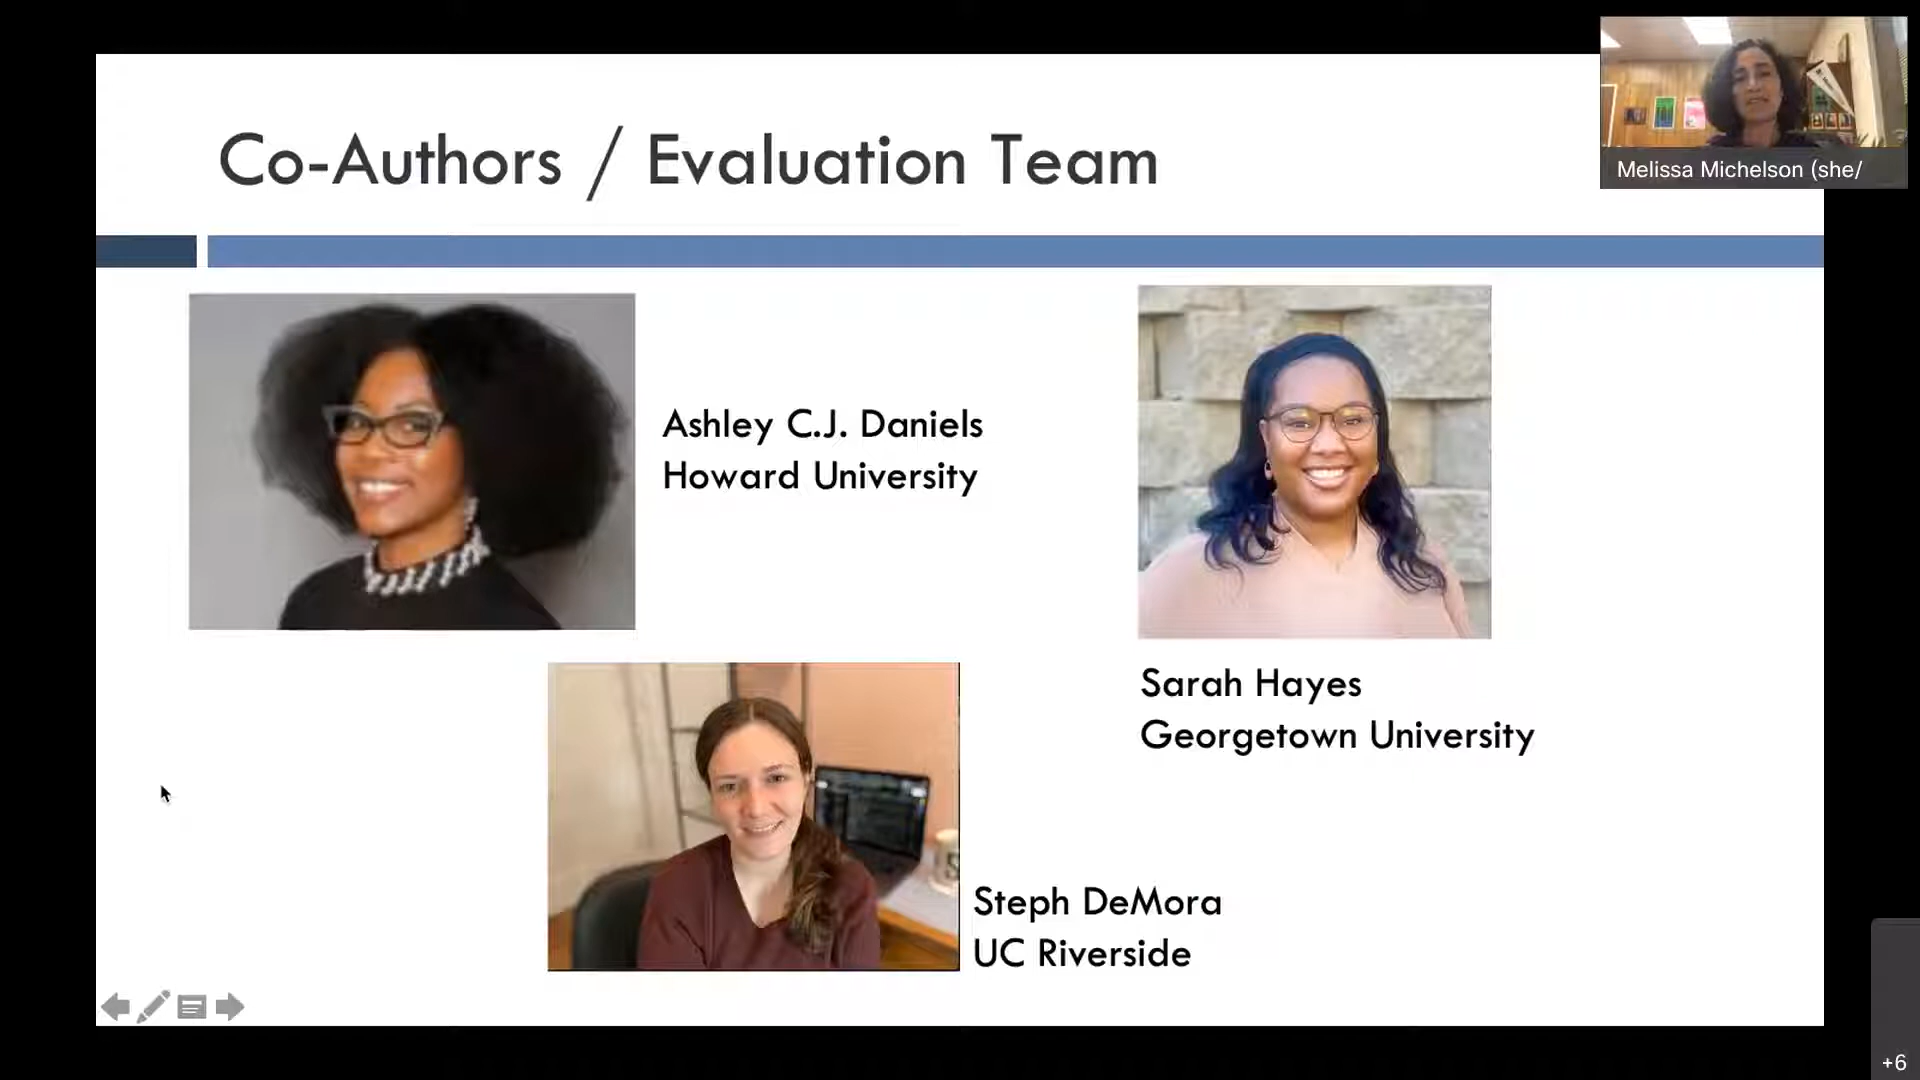 Co-Authors / Evaluation Team
Melissa Michelson (she/
Ashley C.J. Daniels
Howard University
Sarah Hayes
Georgetown University
Steph DeMora
UC Riverside
+6